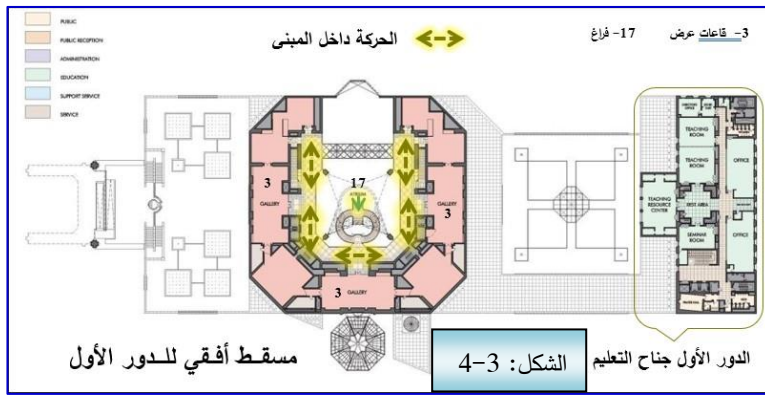 PUBLIC
PUBLIC RECEPTION
ADMINISTRATION
EDUCATION
SUPPORT SERVICE
SERVICE
الحركة داخل المبنى
3- قاعات عرض
17- فراغ
3
GALLERY
17
ATRIUM
GALLERY
3
3
GALLERY
TEACHING
ROOM
TEACHING
ROOM
OFFICE
TEACHING
RESOURCE
CENTER
REST AREA
SEMINAR
ROOM
OFFICE
مسقط أفقي للدور الأول
الشكل: 3-4
الدور الأول جناح التعليم